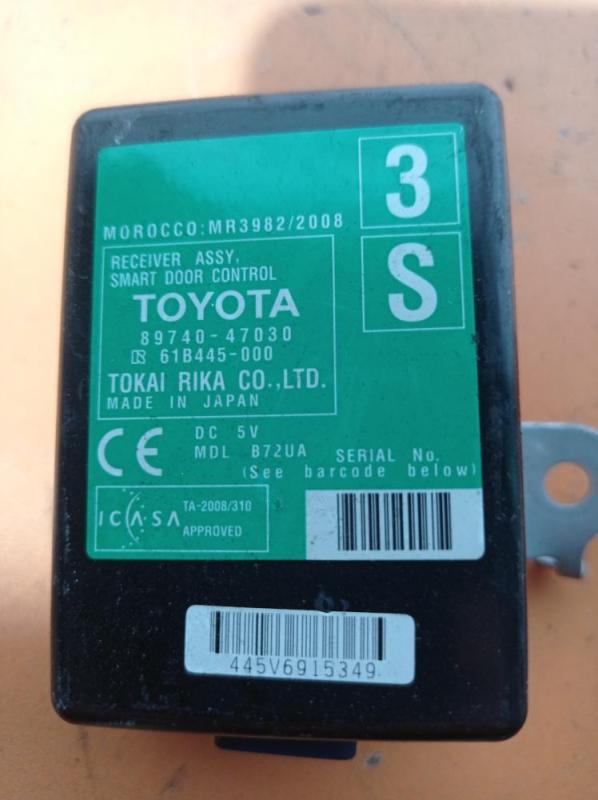 3
S
MOROCCO:MR3982/2008
RECEIVER ASSY,
SMART DOOR CONTROL
TOYOTA
89740-47030
61B445-000
TOKAI RIKA CO.,LTD.
MADE IN JAPAN
DC 5V
CE
MDL B72UA SERIAL No.
(See barcode below)
ICASA TA-2008/310
APPROVED
445V6915349